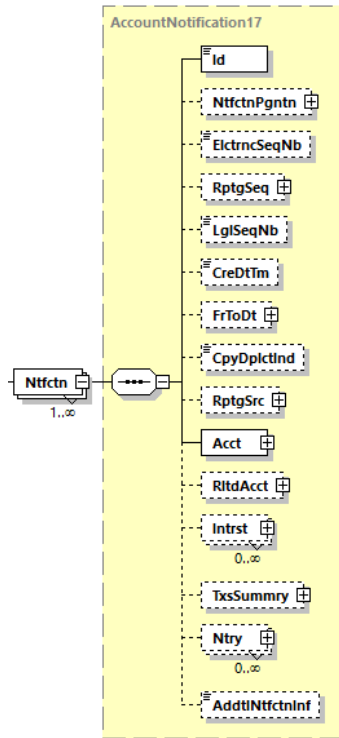 AccountNotification17
Id
NtfctnPgntn
ElctrncSeqNb
RptgSeq
LglSeqNb
CreDtTm
FrToDt
CpyDplctInd
Ntfctn
1..∞
RptgSrc
Acct
RltdAcct
Intrst
0..∞
TxsSummry
Ntry
0..∞
AddtlNtfctnInf